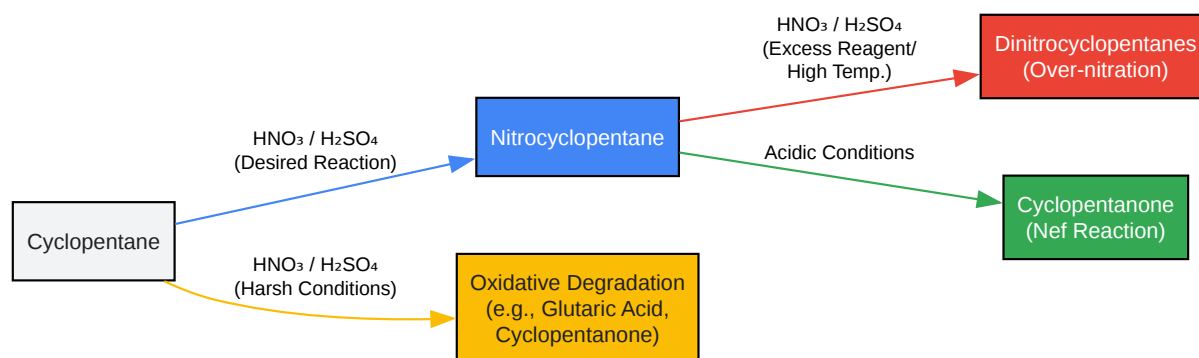 HNO₃ / H₂SO₄
(Excess Reagent/
High Temp.)
Dinitrocyclopentanes
(Over-nitration)
HNO₃ / H₂SO₄
(Desired Reaction)
Nitrocyclopentane
Acidic Conditions
Cyclopentanone
(Nef Reaction)
Cyclopentane
HNO₃ / H₂SO₄
(Harsh Conditions)
Oxidative Degradation
(e.g., Glutaric Acid,
Cyclopentanone)